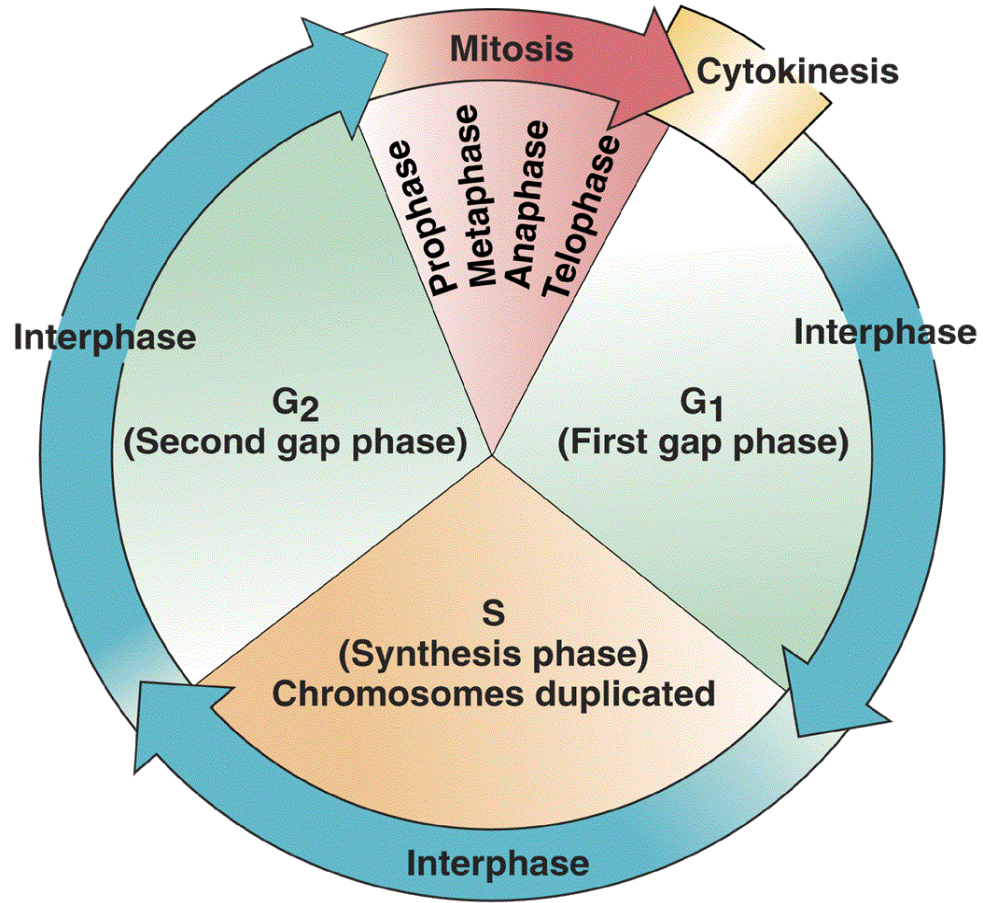 Mitosis
Cytokinesis
Prophase
Metaphase
Anaphase
Telophase
Interphase
Interphase
G2
(Second gap phase)
G1
(First gap phase)
S
(Synthesis phase)
Chromosomes duplicated
Interphase